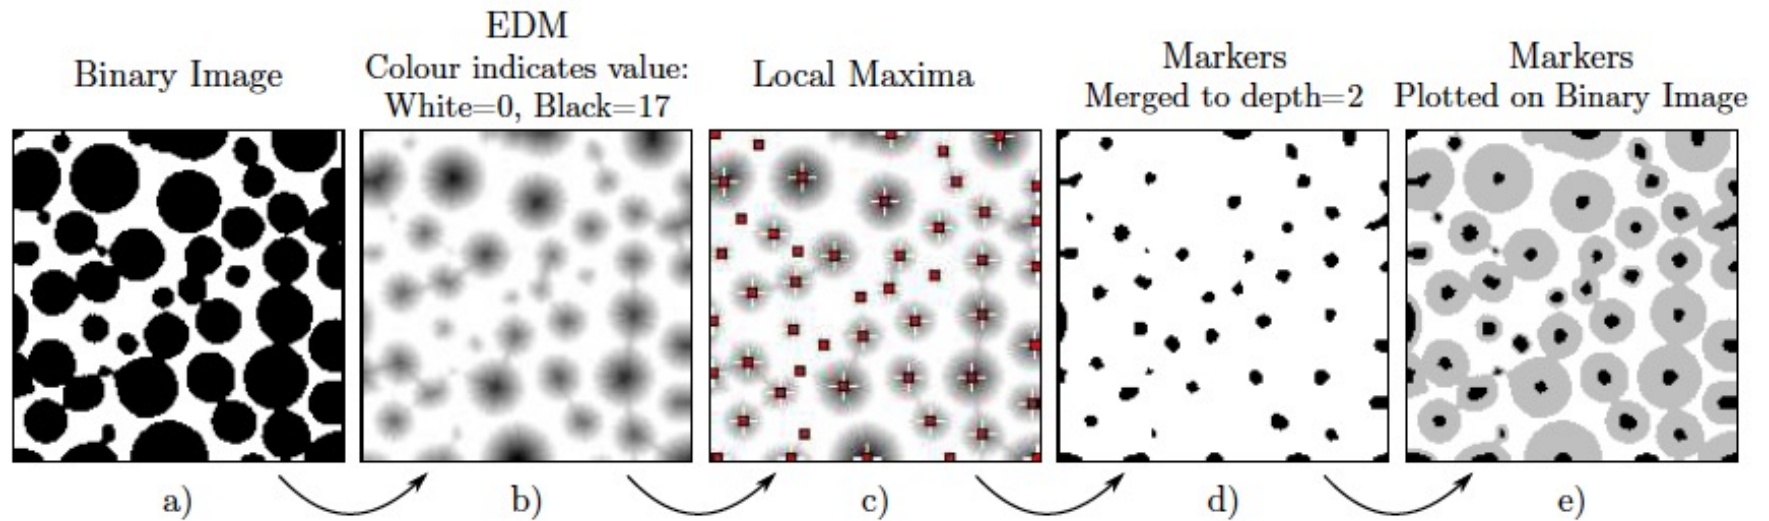 Binary Image
EDM
Colour indicates value:
White=0, Black=17
Local Maxima
Markers
Merged to depth=2
Markers
Plotted on Binary Image
a)
b)
c)
d)
e)